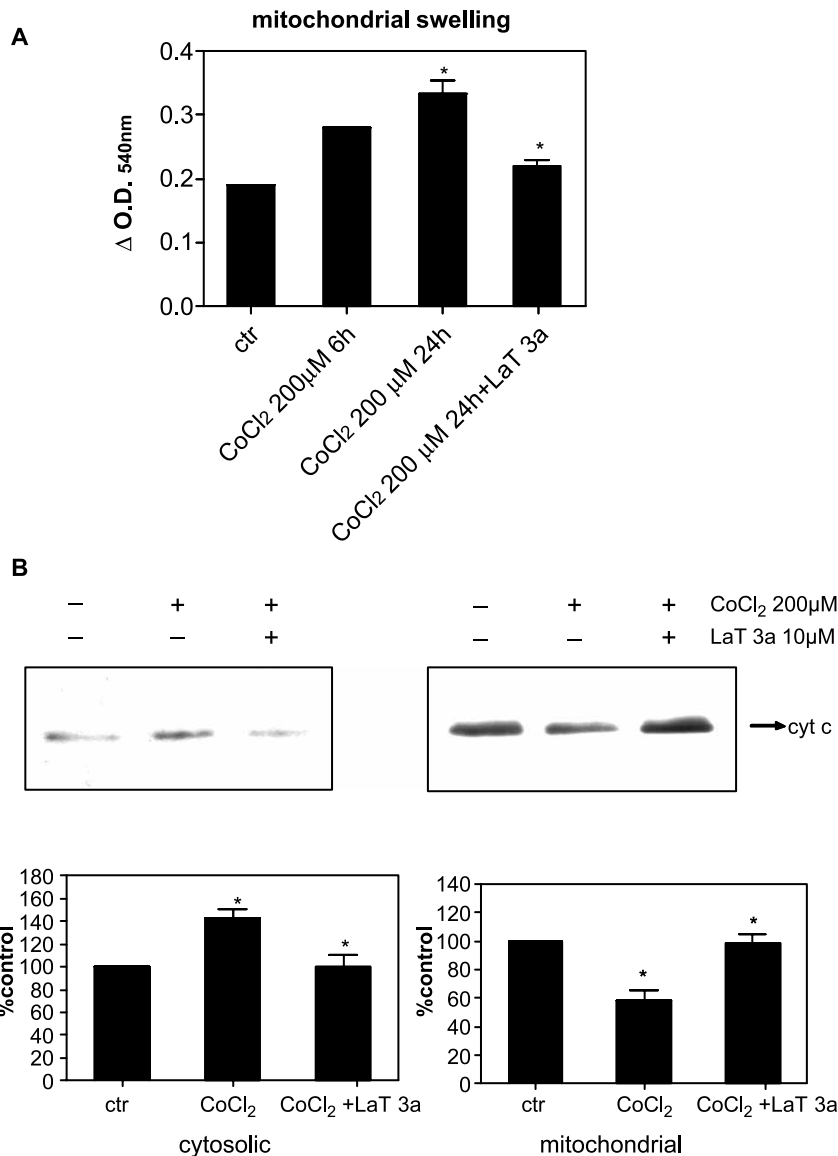 mitochondrial swelling
A
Δ O.D. 540nm
0.4
0.3
0.2
0.1
0.0
*
*
ctr
CoCl₂ 200μM 6h
CoCl₂ 200 μM 24h
CoCl₂ 200 μM 24h+LaT 3a
B
– + + – + + CoCl₂ 200μM
– – + – – + LaT 3a 10μM
cyt c
%control
180
160
140
120
100
80
60
40
20
0
*
*
ctr CoCl₂ CoCl₂ +LaT 3a
cytosolic
%control
140
120
100
80
60
40
20
0
*
*
ctr CoCl₂ CoCl₂ +LaT 3a
mitochondrial